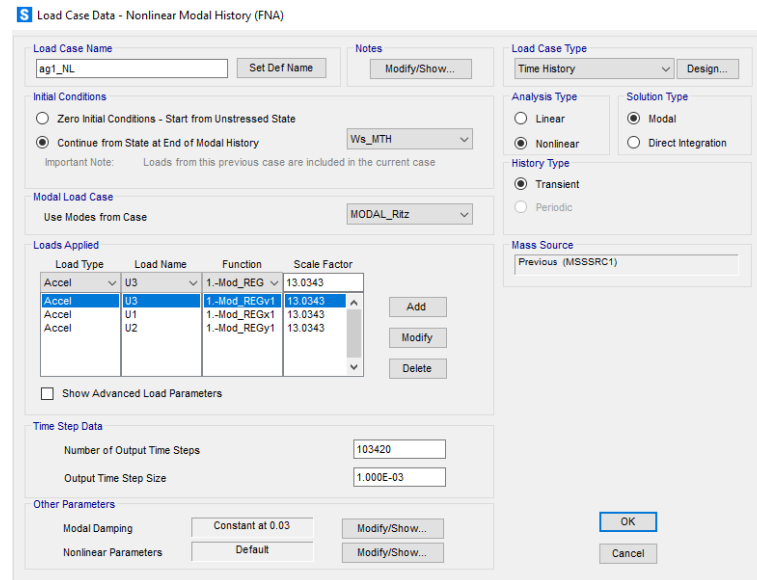 S Load Case Data - Nonlinear Modal History (FNA)
Load Case Name
ag1_NL
Set Def Name
Notes
Modify/Show...
Load Case Type
Time History
Design...
Initial Conditions
Zero Initial Conditions - Start from Unstressed State
Continue from State at End of Modal History
Ws_MTH
Important Note: Loads from this previous case are included in the current case
Analysis Type
Linear
Nonlinear
Solution Type
Modal
Direct Integration
History Type
Transient
Periodic
Modal Load Case
Use Modes from Case
MODAL_Ritz
Loads Applied
Load Type Load Name Function Scale Factor
Accel U3 1.-Mod_REG 13.0343
Accel U3 1.-Mod_REGv1 13.0343
Accel U1 1.-Mod_REGx1 13.0343
Accel U2 1.-Mod_REGy1 13.0343
Add
Modify
Delete
Show Advanced Load Parameters
Mass Source
Previous (MSSSRC1)
Time Step Data
Number of Output Time Steps 103420
Output Time Step Size 1.000E-03
Other Parameters
Modal Damping Constant at 0.03 Modify/Show...
Nonlinear Parameters Default Modify/Show...
OK
Cancel